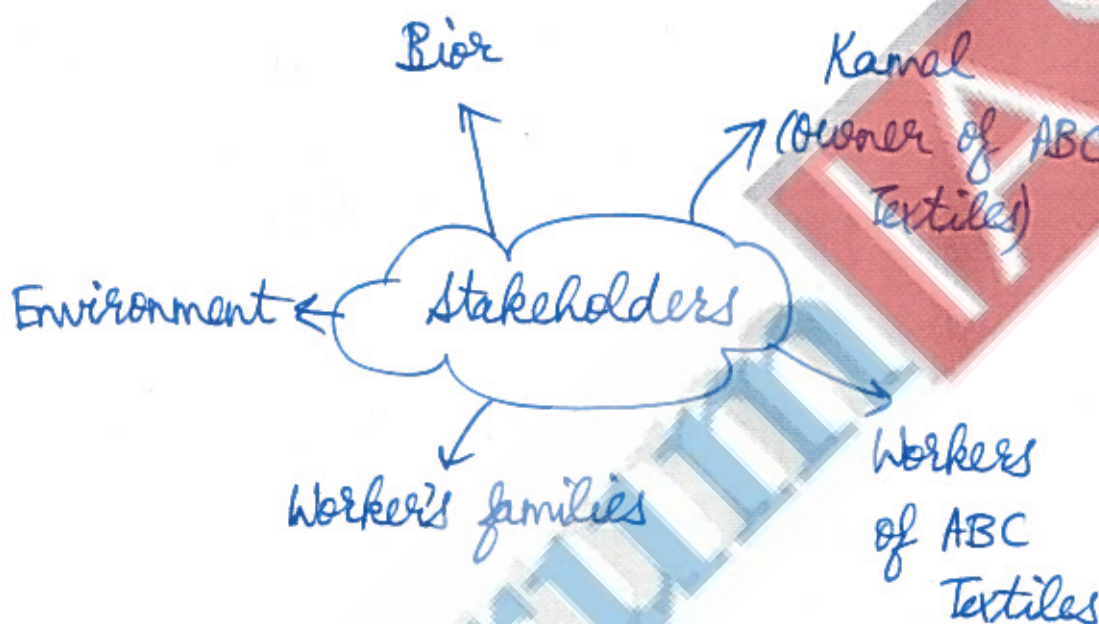 Bior
Kamal
(Owner of ABC
Textiles)
Environment
Stakeholders
Worker's families
Workers
of ABC
Textiles